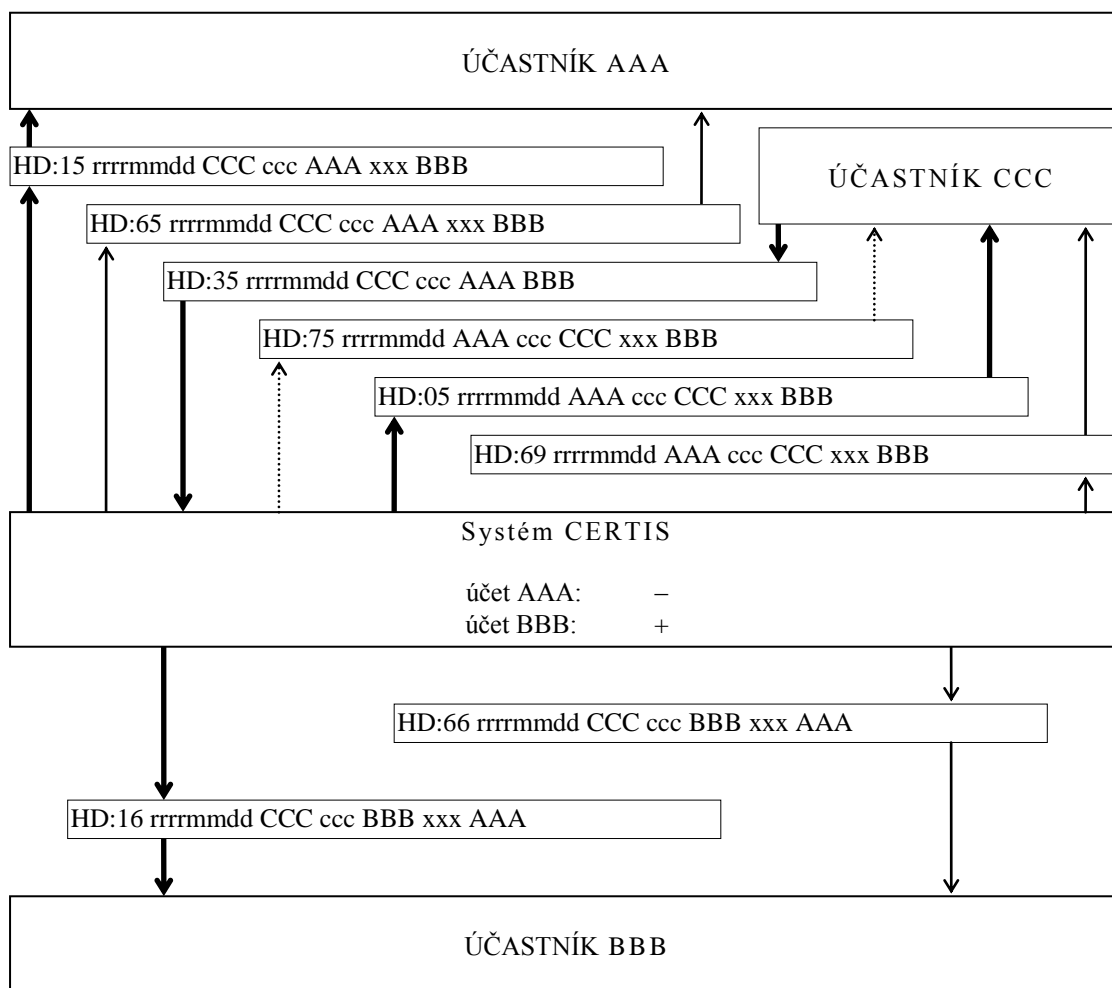 ÚČASTNÍK AAA
HD:15 rrrrmmdd CCC ccc AAA xxx BBB
ÚČASTNÍK CCC
HD:65 rrrrmmdd CCC ccc AAA xxx BBB
HD:35 rrrrmmdd CCC ccc AAA BBB
HD:75 rrrrmmdd AAA ccc CCC xxx BBB
HD:05 rrrrmmdd AAA ccc CCC xxx BBB
HD:69 rrrrmmdd AAA ccc CCC xxx BBB
Systém CERTIS
účet AAA: –
účet BBB: +
HD:66 rrrrmmdd CCC ccc BBB xxx AAA
HD:16 rrrrmmdd CCC ccc BBB xxx AAA
ÚČASTNÍK BBB